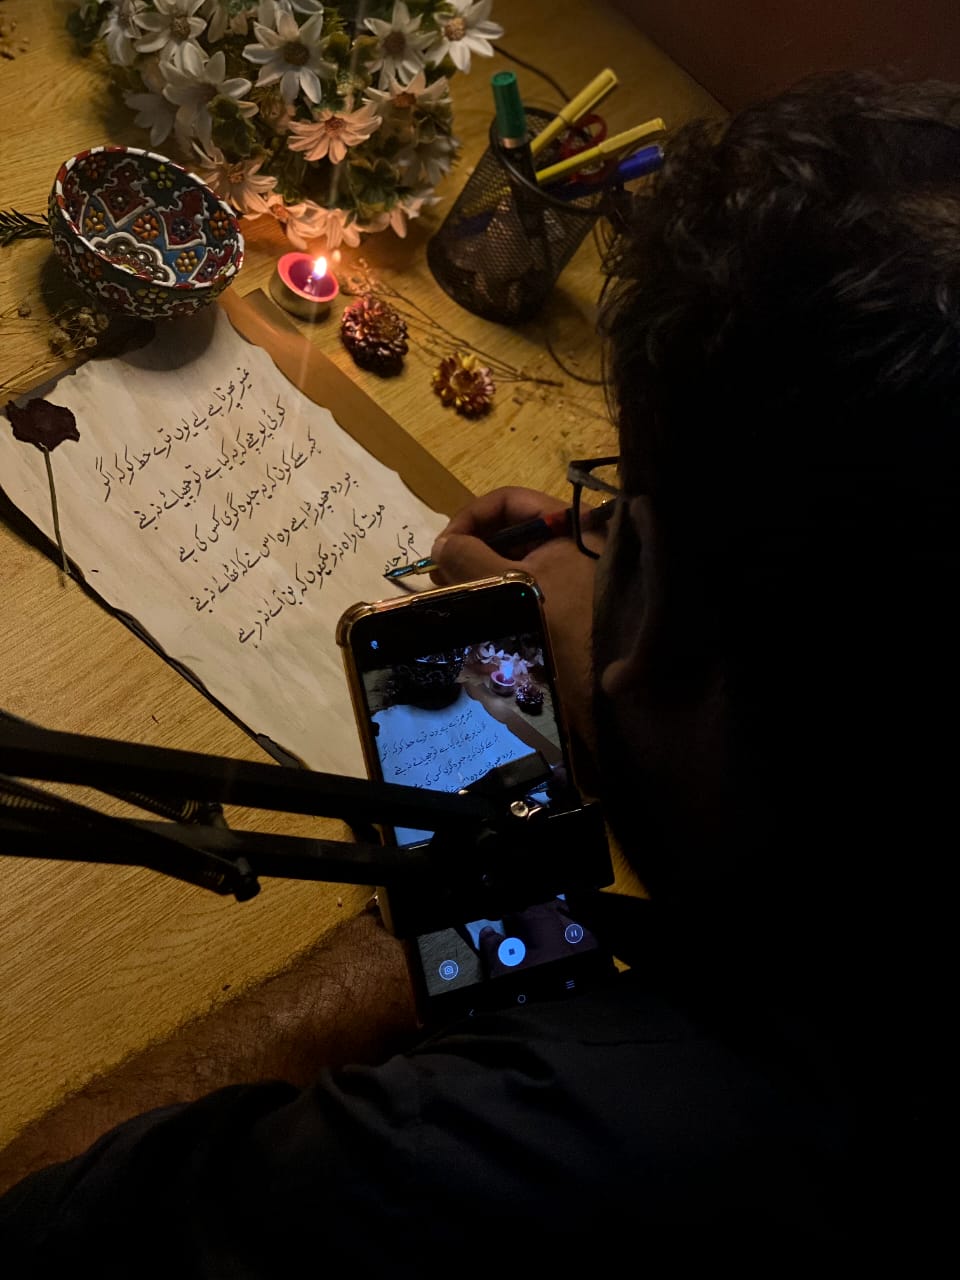 غیر پھرتا ہے لیے یوں ترے خط کو کہ اگر
کوئی پوچھے کہ یہ کیا ہے تو چھپائے نہ بنے
کہہ سکے کون کہ یہ جلوہ گری کس کی ہے
پردہ چھوڑا ہے وہ اس نے کہ اٹھائے نہ بنے
موت کی راہ نہ دیکھوں کہ بن آئے نہ رہے
تم کو